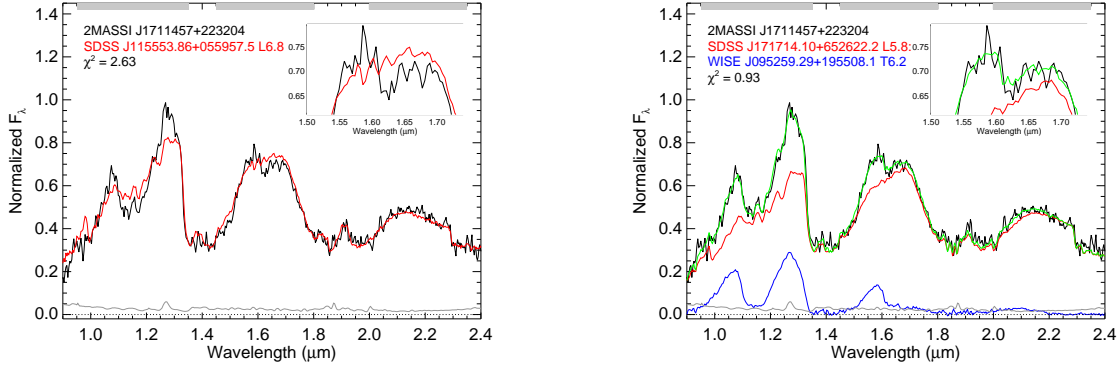 2MASSI J1711457+223204
SDSS J115553.86+055957.5 L6.8
χ² = 2.63
1.4
1.2
1.0
0.8
0.6
0.4
0.2
0.0
Normalized Fλ
1.0 1.2 1.4 1.6 1.8 2.0 2.2 2.4
Wavelength (μm)
0.75
0.70
0.65
1.50 1.55 1.60 1.65 1.70
Wavelength (μm)
2MASSI J1711457+223204
SDSS J171714.10+652622.2 L5.8
WISE J095259.29+195508.1 T6.2
χ² = 0.93
1.4
1.2
1.0
0.8
0.6
0.4
0.2
0.0
Normalized Fλ
1.0 1.2 1.4 1.6 1.8 2.0 2.2 2.4
Wavelength (μm)
0.75
0.70
0.65
1.50 1.55 1.60 1.65 1.70
Wavelength (μm)